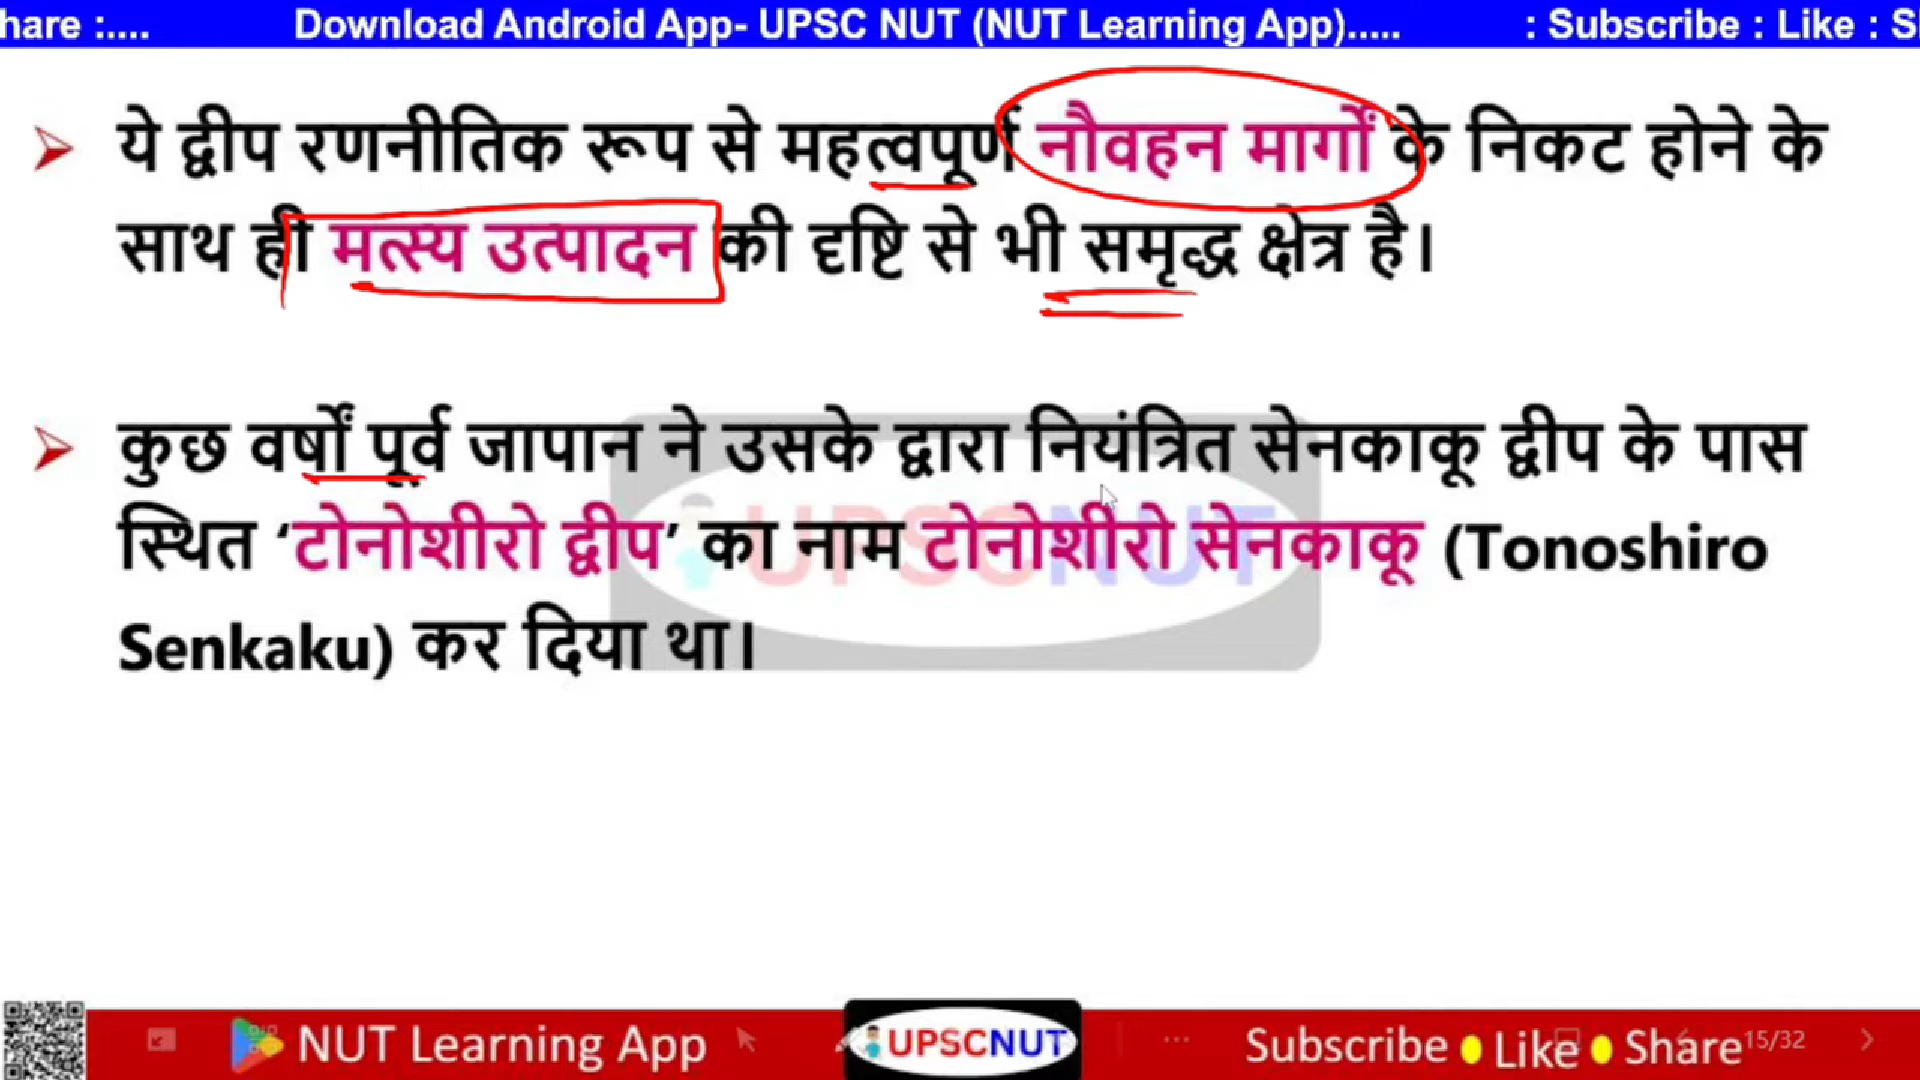 hare :.... Download Android App- UPSC NUT (NUT Learning App)..... : Subscribe : Like : S
ये द्वीप रणनीतिक रूप से महत्वपूर्ण नौवहन मार्गों के निकट होने के
साथ ही मत्स्य उत्पादन की दृष्टि से भी समृद्ध क्षेत्र है।
कुछ वर्षों पूर्व जापान ने उसके द्वारा नियंत्रित सेनकाकू द्वीप के पास
स्थित ‘टोनोशीरो द्वीप’ का नाम टोनोशीरो सेनकाकू (Tonoshiro
Senkaku) कर दिया था।
UPSCNUT
NUT Learning App UPSCNUT Subscribe Like Share 15/32